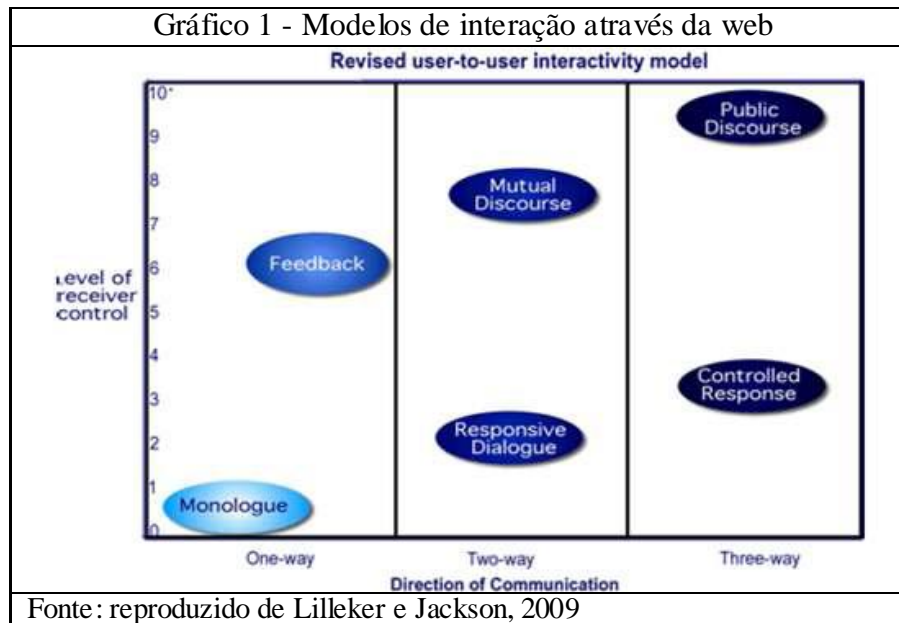 Gráfico 1 - Modelos de interação através da web
Revised user-to-user interactivity model
10
9
8
7
6
5
4
3
2
1
0
Level of
receiver
control
Public
Discourse
Mutual
Discourse
Feedback
Controlled
Response
Responsive
Dialogue
Monologue
One-way
Two-way
Three-way
Direction of Communication
Fonte: reproduzido de Lilleker e Jackson, 2009